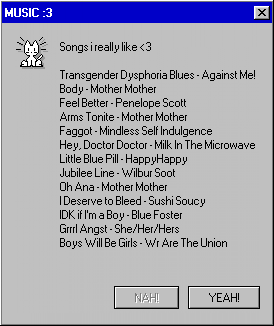 MUSIC :3
Songs i really like <3
Transgender Dysphoria Blues - Against Me!
Body - Mother Mother
Feel Better - Penelope Scott
Arms Tonite - Mother Mother
Faggot - Mindless Self Indulgence
Hey, Doctor Doctor - Milk In The Microwave
Little Blue Pill - HappyHappy
Jubilee Line - Wilbur Soot
Oh Ana - Mother Mother
I Deserve to Bleed - Sushi Soucy
IDK if I'm a Boy - Blue Foster
Grrrl Angst - She/Her/Hers
Boys Will Be Girls - Wr Are The Union
NAH!
YEAH!